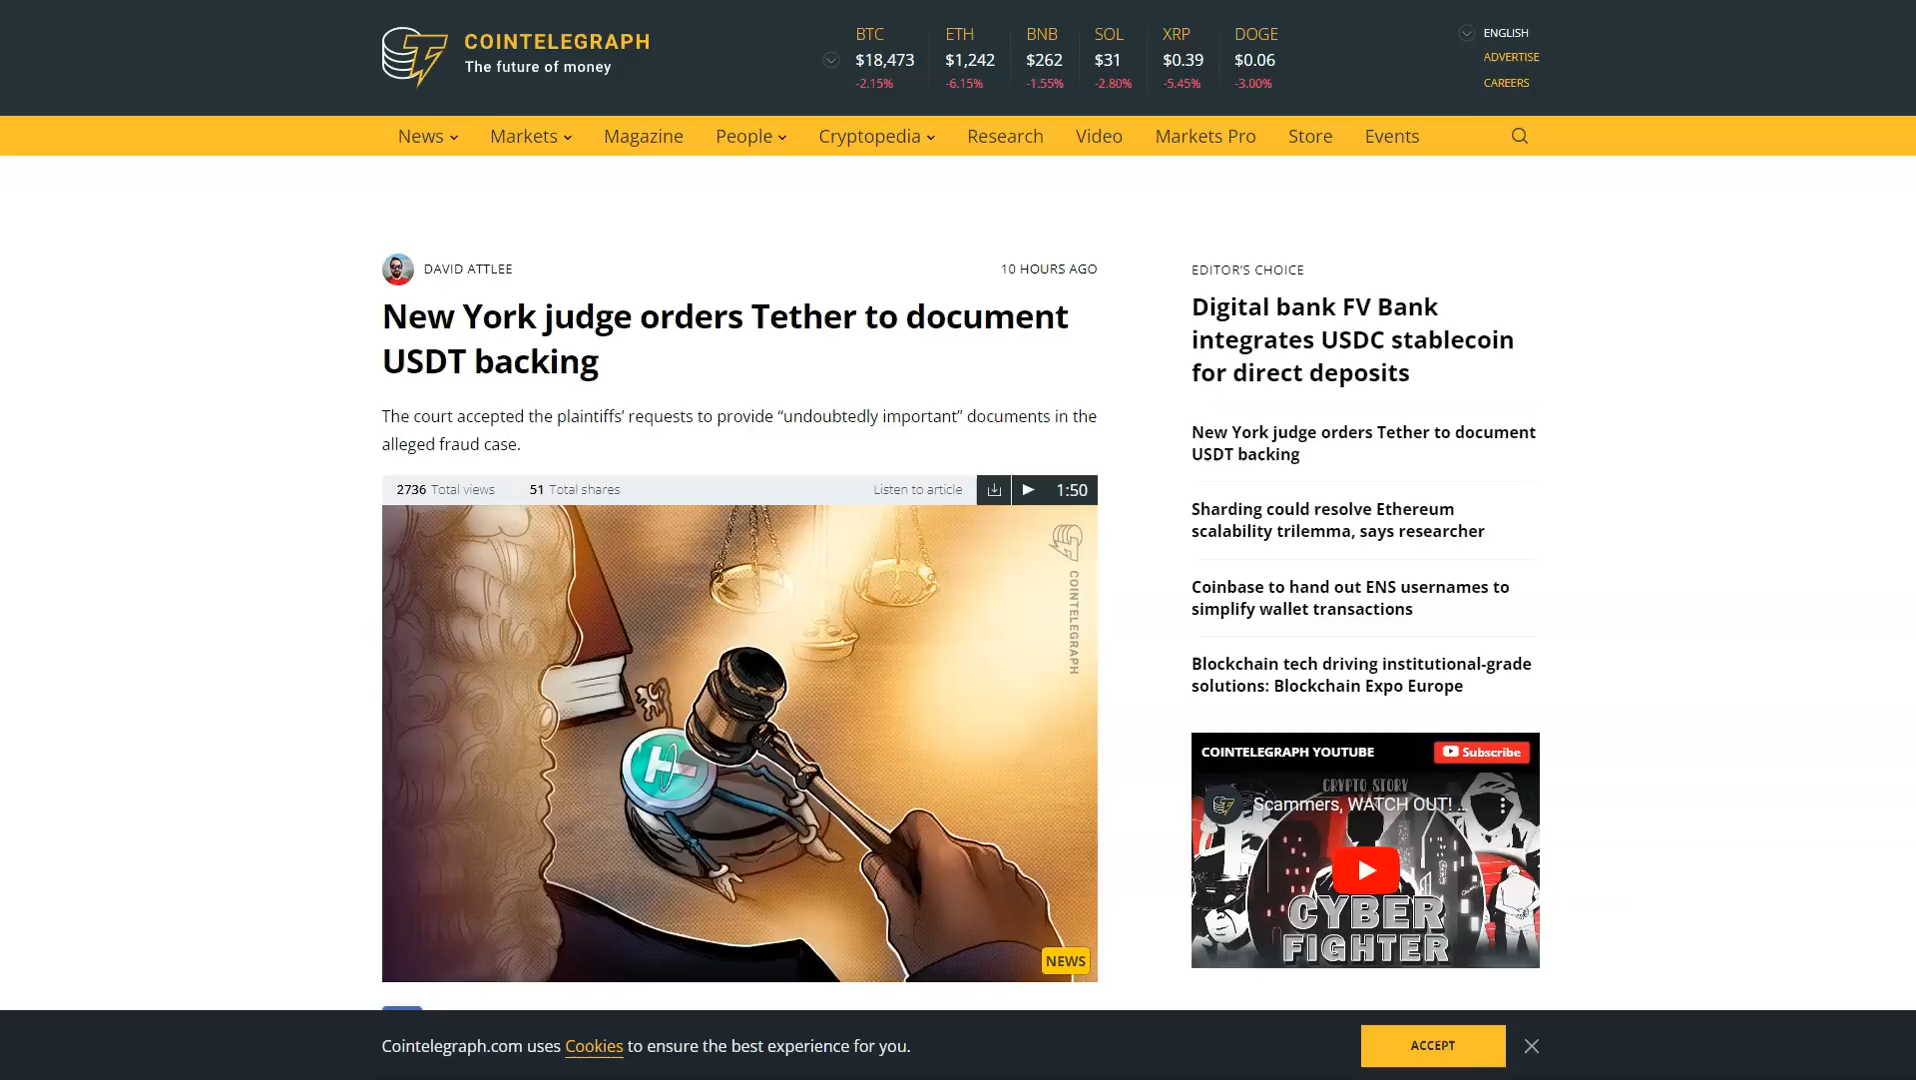 COINTELEGRAPH
The future of money
BTC
$18,473
-2.15%
ETH
$1,242
-6.15%
BNB
$262
-1.55%
SOL
$31
-2.80%
XRP
$0.39
-5.45%
DOGE
$0.06
-3.00%
ENGLISH
ADVERTISE
CAREERS
News Markets Magazine People Cryptopedia Research Video Markets Pro Store Events
DAVID ATTLEE
10 HOURS AGO
New York judge orders Tether to document
USDT backing
The court accepted the plaintiffs’ requests to provide “undoubtedly important” documents in the
alleged fraud case.
2736 Total views 51 Total shares Listen to article 1:50
COINTELEGRAPH
NEWS
EDITOR’S CHOICE
Digital bank FV Bank
integrates USDC stablecoin
for direct deposits
New York judge orders Tether to document
USDT backing
Sharding could resolve Ethereum
scalability trilemma, says researcher
Coinbase to hand out ENS usernames to
simplify wallet transactions
Blockchain tech driving institutional-grade
solutions: Blockchain Expo Europe
COINTELEGRAPH YOUTUBE Subscribe
CRYPTO STORY
Scammers, WATCH OUT! ...
CYBER
FIGHTER
Cointelegraph.com uses Cookies to ensure the best experience for you.
ACCEPT